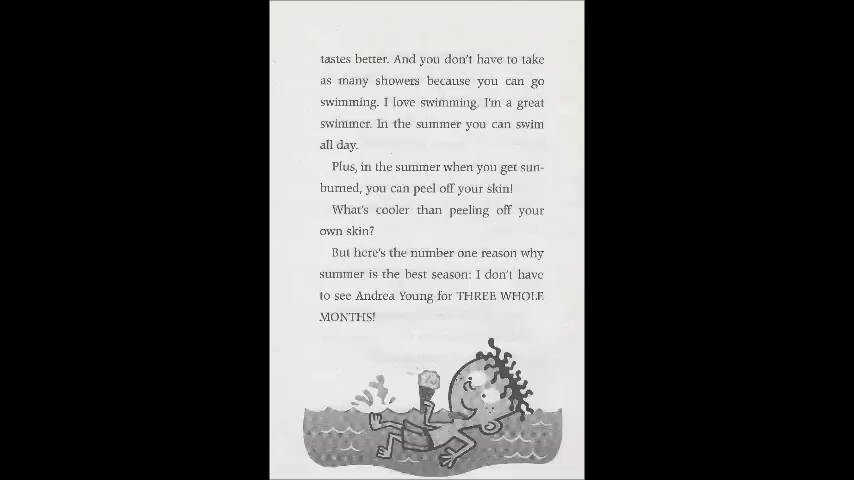 tastes better. And you don't have to take
as many showers because you can go
swimming. I love swimming. I'm a great
swimmer. In the summer you can swim
all day.
Plus, in the summer when you get sun-
burned, you can peel off your skin!
What's cooler than peeling off your
own skin?
But here's the number one reason why
summer is the best season: I don't have
to see Andrea Young for THREE WHOLE
MONTHS!